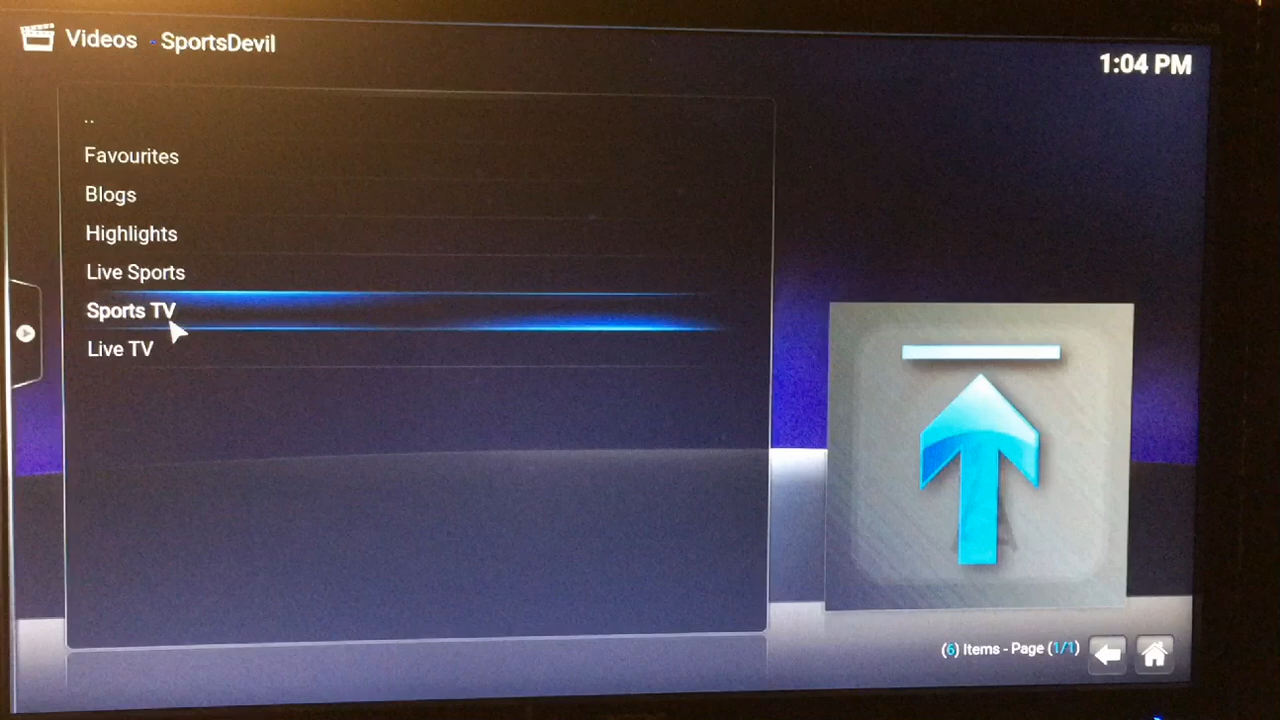 Videos - SportsDevil
1:04 PM
..
Favourites
Blogs
Highlights
Live Sports
Sports TV
Live TV
(6) Items - Page (1/1)